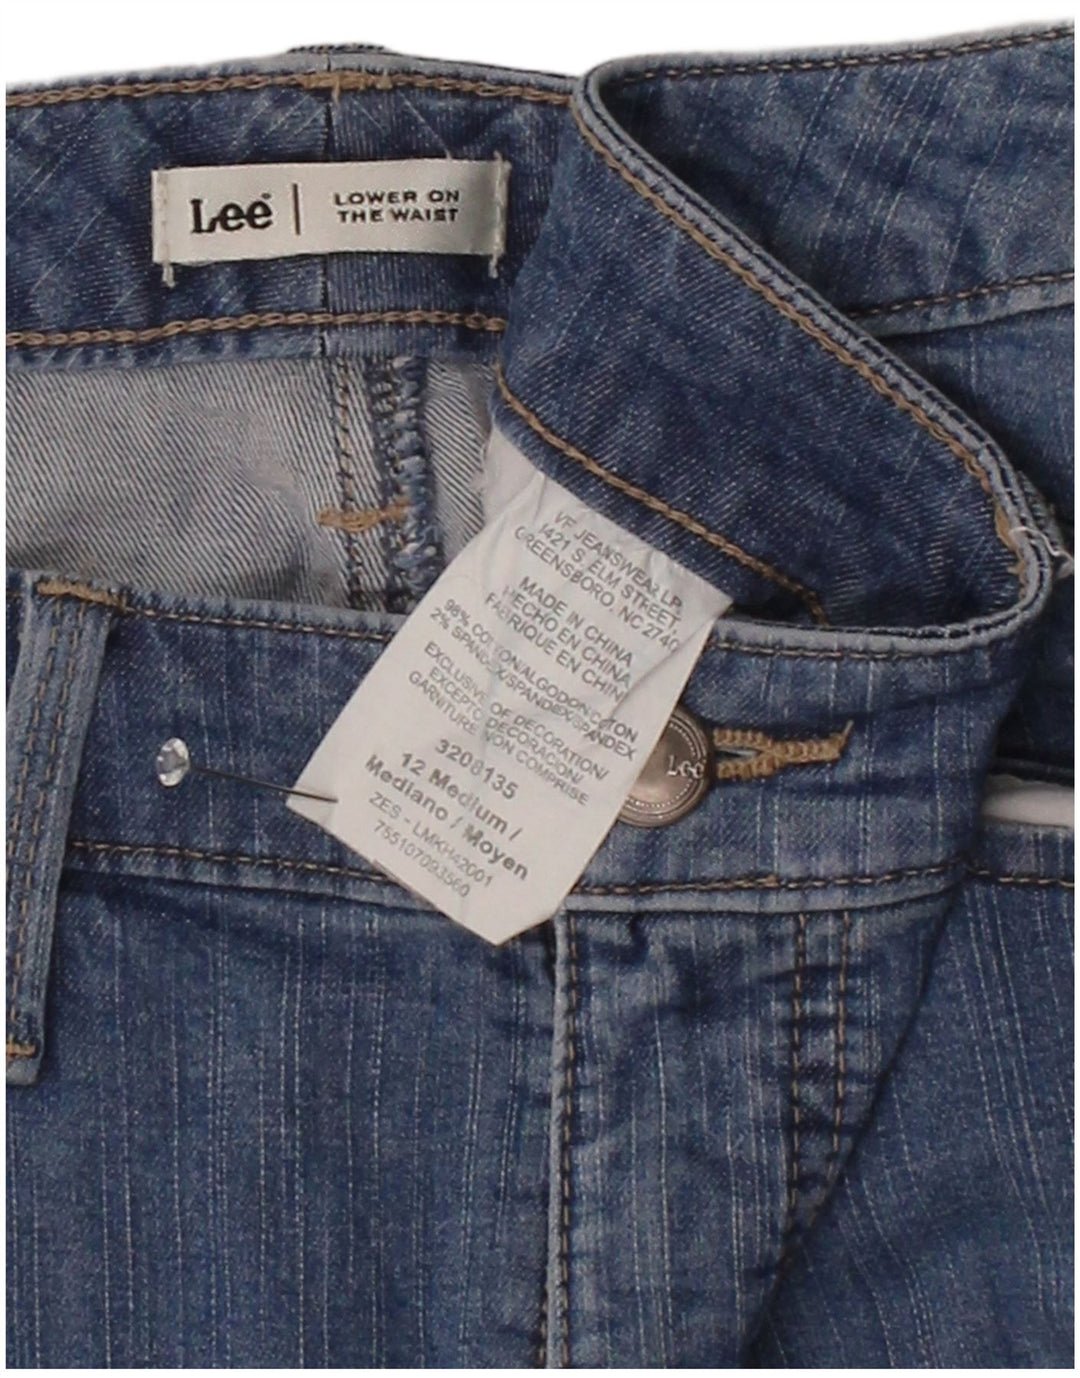 Lee® | LOWER ON
THE WAIST
VF JEANSWEAR LP
1421 S. ELM STREET
GREENSBORO, NC 2740
MADE IN CHINA
HECHO EN CHINA
FABRIQUE EN CHIN
98% COTTON/ALGODON/COTON
2% SPANDEX/SPANDEX/SPANDEX
EXCLUSIVE OF DECORATION/
EXCEPTO DECORACION/
GARNITURE NON COMPRISE
3208135
12 Medium /
Mediano / Moyen
ZES - LMKH42001
755107093560
Lee